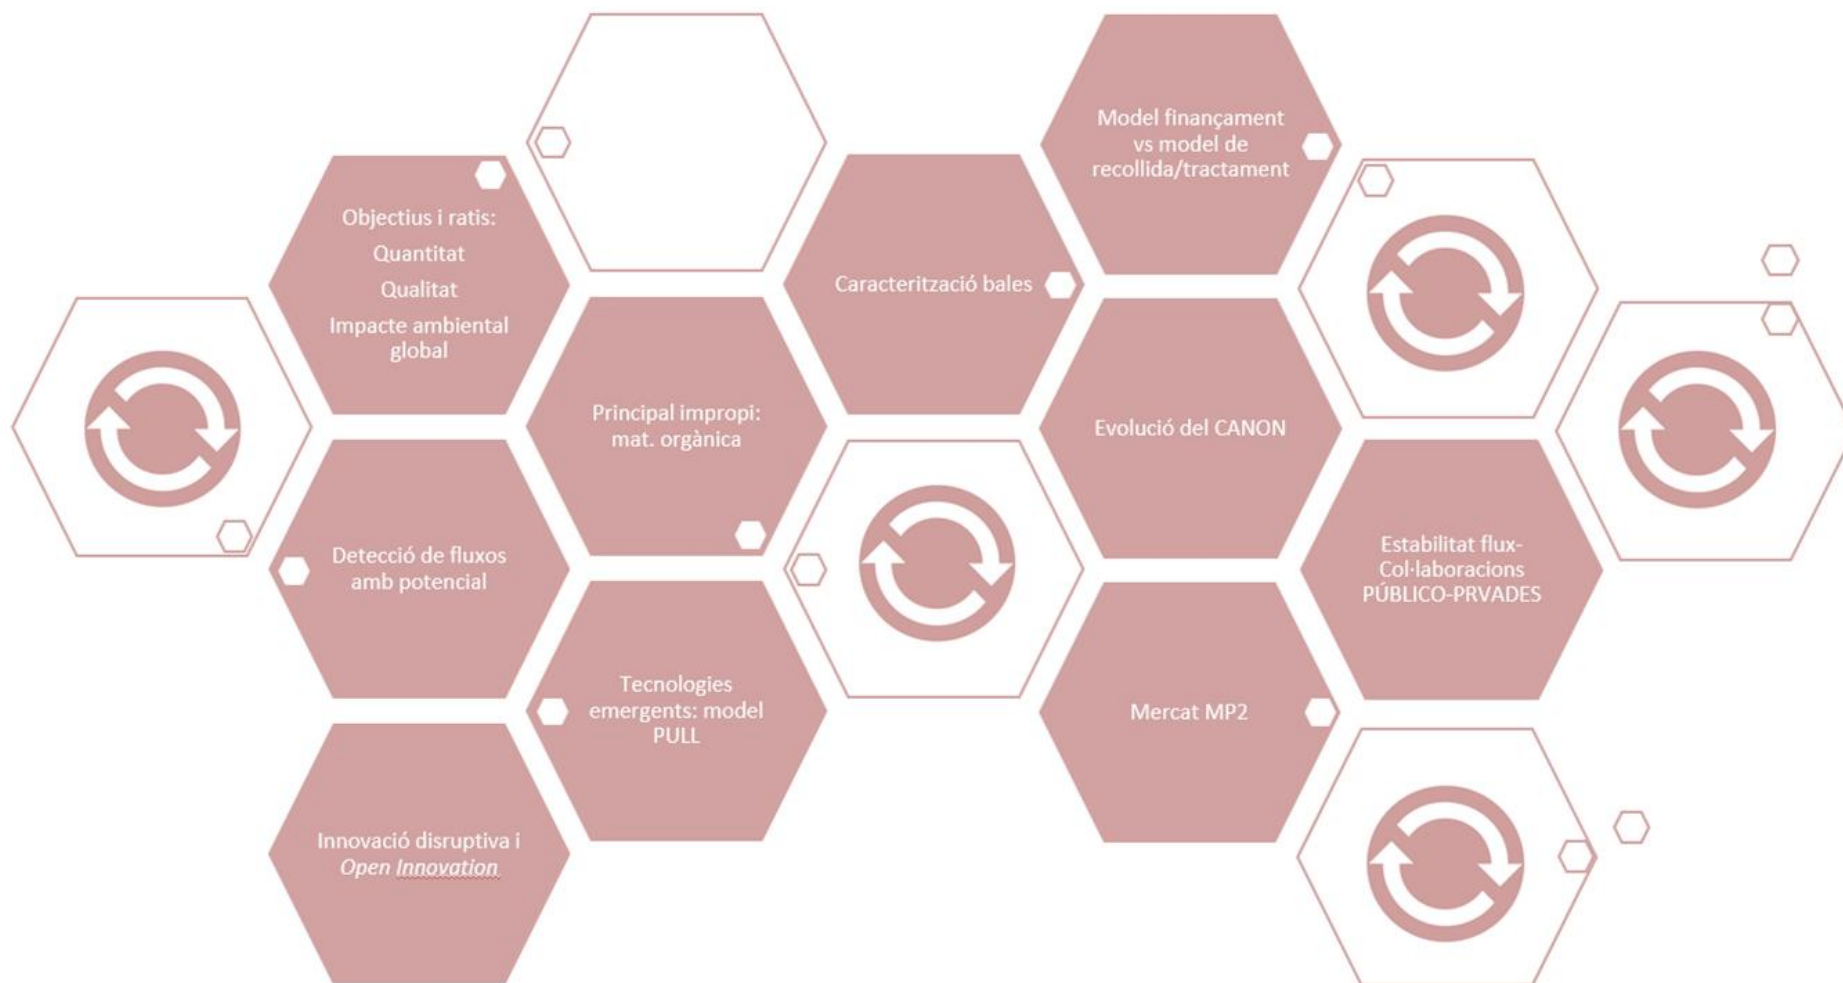 Objectius i ratis:
Quantitat
Qualitat
Impacte ambiental
global
Detecció de fluxos
amb potencial
Innovació disruptiva i
Open Innovation
Principal impropi:
mat. orgànica
Tecnologies
emergents: model
PULL
Caracterització bales
Model finançament
vs model de
recollida/tractament
Evolució del CANON
Mercat MP2
Estabilitat flux-
Col·laboracions
PÚBLICO-PRVADES